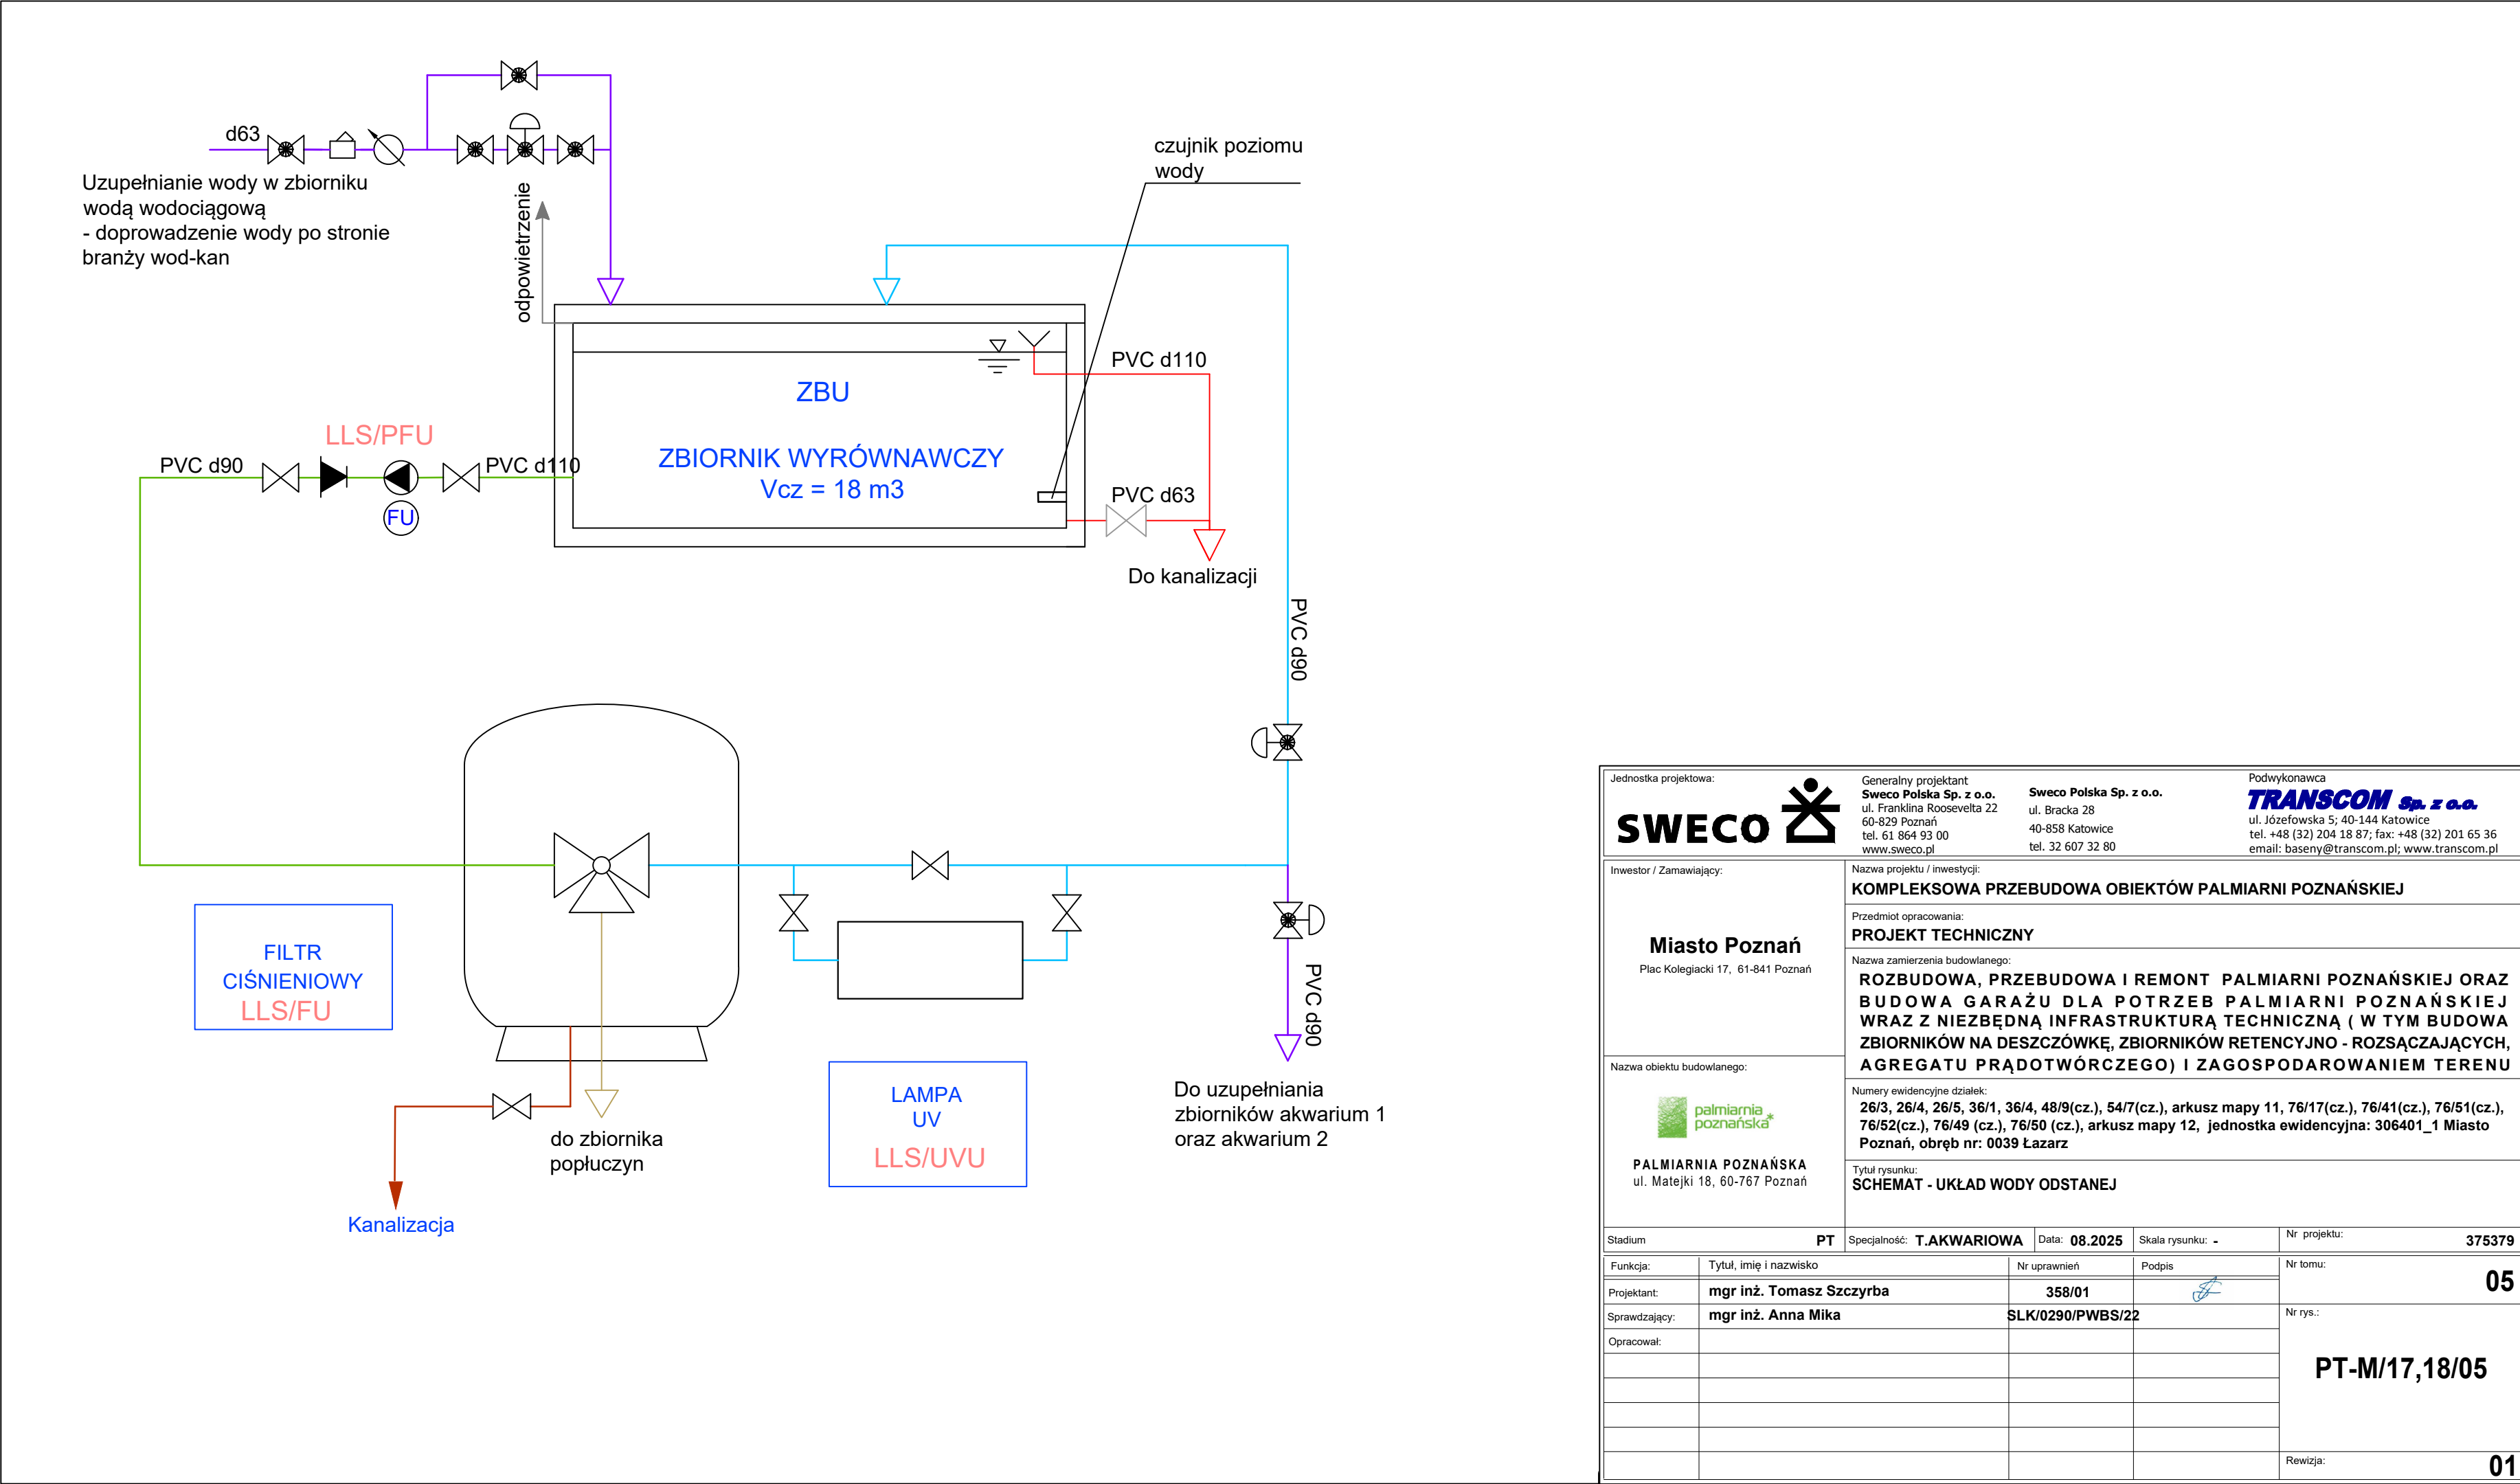 d63
Uzupełnianie wody w zbiorniku
wodą wodociągową
- doprowadzenie wody po stronie
branży wod-kan
odpowietrzenie
czujnik poziomu
wody
PVC d110
ZBU
ZBIORNIK WYRÓWNAWCZY
Vcz = 18 m3
LLS/PFU
PVC d90
PVC d110
FU
PVC d63
Do kanalizacji
PVC d90
FILTR
CIŚNIENIOWY
LLS/FU
LAMPA
UV
LLS/UVU
PVC d90
Do uzupełniania
zbiorników akwarium 1
oraz akwarium 2
do zbiornika
popłuczyn
Kanalizacja
Jednostka projektowa:
SWECO
Generalny projektant
Sweco Polska Sp. z o.o.
ul. Franklina Roosevelta 22
60-829 Poznań
tel. 61 864 93 00
www.sweco.pl
Sweco Polska Sp. z o.o.
ul. Bracka 28
40-858 Katowice
tel. 32 607 32 80
Podwykonawca
TRANSCOM Sp. z o.o.
ul. Józefowska 5; 40-144 Katowice
tel. +48 (32) 204 18 87; fax: +48 (32) 201 65 36
email: baseny@transcom.pl; www.transcom.pl
Inwestor / Zamawiający:
Miasto Poznań
Plac Kolegiacki 17, 61-841 Poznań
Nazwa projektu / inwestycji:
KOMPLEKSOWA PRZEBUDOWA OBIEKTÓW PALMIARNI POZNAŃSKIEJ
Przedmiot opracowania:
PROJEKT TECHNICZNY
Nazwa zamierzenia budowlanego:
ROZBUDOWA, PRZEBUDOWA I REMONT PALMIARNI POZNAŃSKIEJ ORAZ
BUDOWA GARAŻU DLA POTRZEB PALMIARNI POZNAŃSKIEJ
WRAZ Z NIEZBĘDNĄ INFRASTRUKTURĄ TECHNICZNĄ ( W TYM BUDOWA
ZBIORNIKÓW NA DESZCZÓWKĘ, ZBIORNIKÓW RETENCYJNO - ROZSĄCZAJĄCYCH,
AGREGATU PRĄDOTWÓRCZEGO) I ZAGOSPODAROWANIEM TERENU
Nazwa obiektu budowlanego:
palmiarnia
poznańska*
PALMIARNIA POZNAŃSKA
ul. Matejki 18, 60-767 Poznań
Numery ewidencyjne działek:
26/3, 26/4, 26/5, 36/1, 36/4, 48/9(cz.), 54/7(cz.), arkusz mapy 11, 76/17(cz.), 76/41(cz.), 76/51(cz.),
76/52(cz.), 76/49 (cz.), 76/50 (cz.), arkusz mapy 12, jednostka ewidencyjna: 306401_1 Miasto
Poznań, obręb nr: 0039 Łazarz
Tytuł rysunku:
SCHEMAT - UKŁAD WODY ODSTANEJ
Stadium PT Specjalność: T.AKWARIOWA Data: 08.2025 Skala rysunku: - Nr projektu: 375379
Funkcja: Tytuł, imię i nazwisko Nr uprawnień Podpis
Projektant: mgr inż. Tomasz Szczyrba 358/01
Sprawdzający: mgr inż. Anna Mika SLK/0290/PWBS/22
Opracował:
Nr tomu:
05
Nr rys.:
PT-M/17,18/05
Rewizja:
01